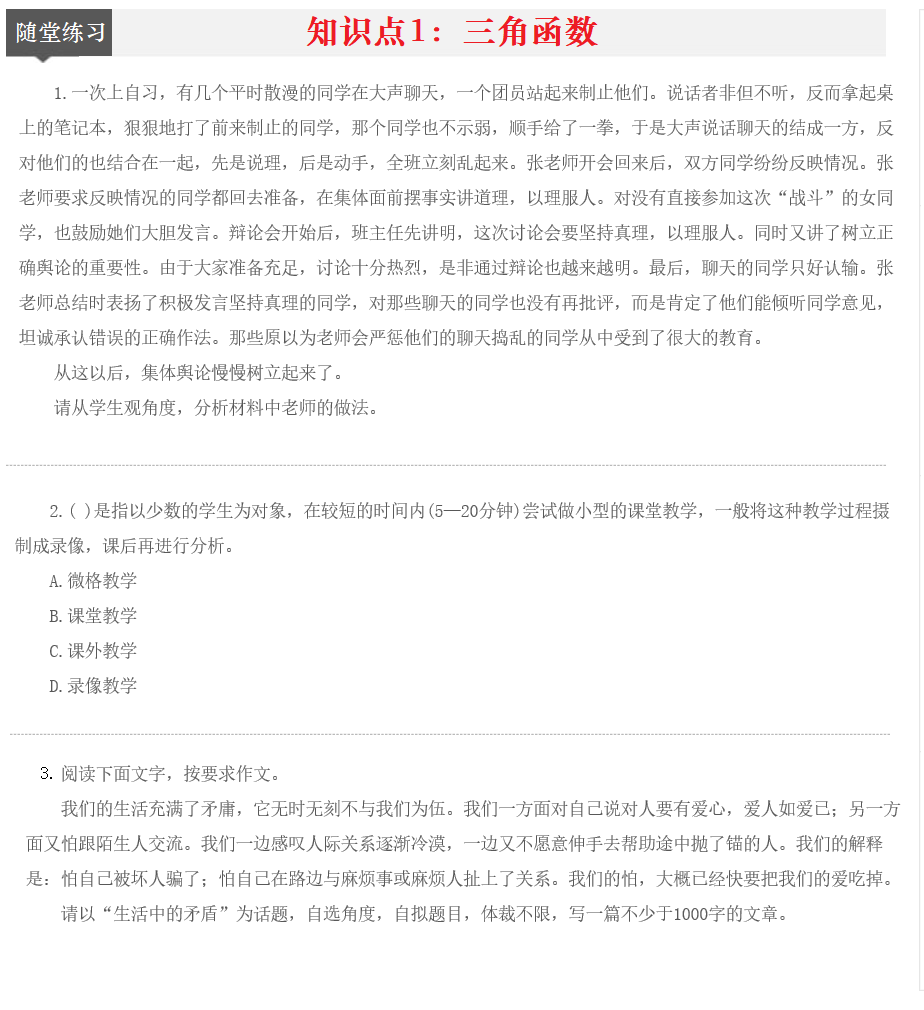 随堂练习
知识点1：三角函数
1.一次上自习，有几个平时散漫的同学在大声聊天，一个团员站起来制止他们。说话者非但不听，反而拿起桌
上的笔记本，狠狠地打了前来制止的同学，那个同学也不示弱，顺手给了一拳，于是大声说话聊天的结成一方，反
对他们的也结合在一起，先是说理，后是动手，全班立刻乱起来。张老师开会回来后，双方同学纷纷反映情况。张
老师要求反映情况的同学都回去准备，在集体面前摆事实讲道理，以理服人。对没有直接参加这次“战斗”的女同
学，也鼓励她们大胆发言。辩论会开始后，班主任先讲明，这次讨论会要坚持真理，以理服人。同时又讲了树立正
确舆论的重要性。由于大家准备充足，讨论十分热烈，是非通过辩论也越来越明。最后，聊天的同学只好认输。张
老师总结时表扬了积极发言坚持真理的同学，对那些聊天的同学也没有再批评，而是肯定了他们能倾听同学意见，
坦诚承认错误的正确作法。那些原以为老师会严惩他们的聊天捣乱的同学从中受到了很大的教育。
从这以后，集体舆论慢慢树立起来了。
请从学生观角度，分析材料中老师的做法。
2.( )是指以少数的学生为对象，在较短的时间内(5—20分钟)尝试做小型的课堂教学，一般将这种教学过程摄
制成录像，课后再进行分析。
A.微格教学
B.课堂教学
C.课外教学
D.录像教学
3. 阅读下面文字，按要求作文。
我们的生活充满了矛庸，它无时无刻不与我们为伍。我们一方面对自己说对人要有爱心，爱人如爱已；另一方
面又怕跟陌生人交流。我们一边感叹人际关系逐渐冷漠，一边又不愿意伸手去帮助途中抛了锚的人。我们的解释
是：怕自己被坏人骗了；怕自己在路边与麻烦事或麻烦人扯上了关系。我们的怕，大概已经快要把我们的爱吃掉。
请以“生活中的矛盾”为话题，自选角度，自拟题目，体裁不限，写一篇不少于1000字的文章。